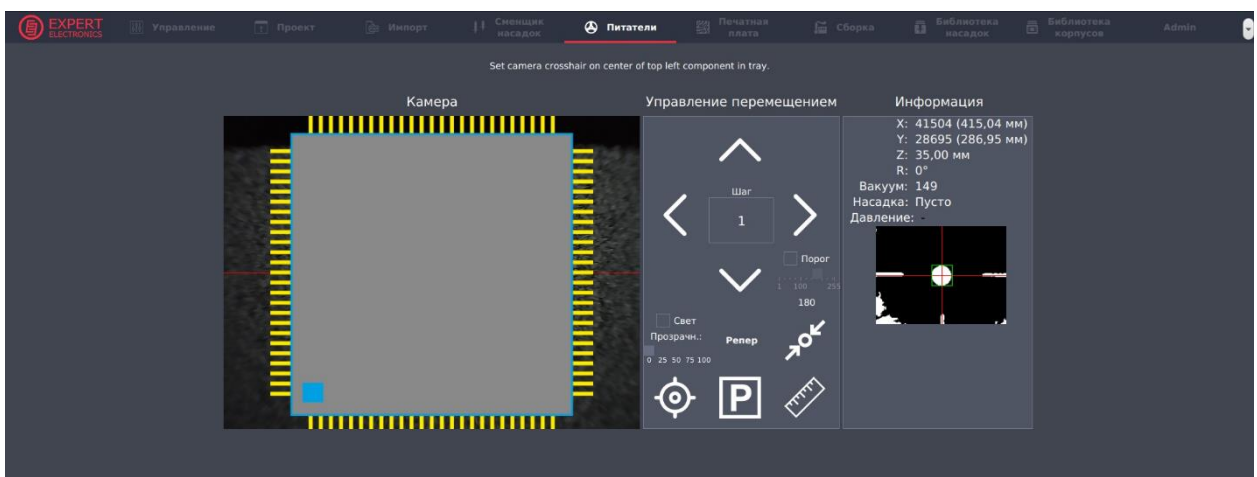 EXPERT
ELECTRONICS
Управление
Проект
Импорт
Сменщик
насадок
Питатели
Печатная
плата
Сборка
Библиотека
насадок
Библиотека
корпусов
Admin
Set camera crosshair on center of top left component in tray.
Камера
Управление перемещением
Информация
Шаг
1
Порог
1 100 255
180
Свет
Прозрачн.:
0 25 50 75 100
Репер
P
X: 41504 (415,04 мм)
Y: 28695 (286,95 мм)
Z: 35,00 мм
R: 0°
Вакуум: 149
Насадка: Пусто
Давление: -